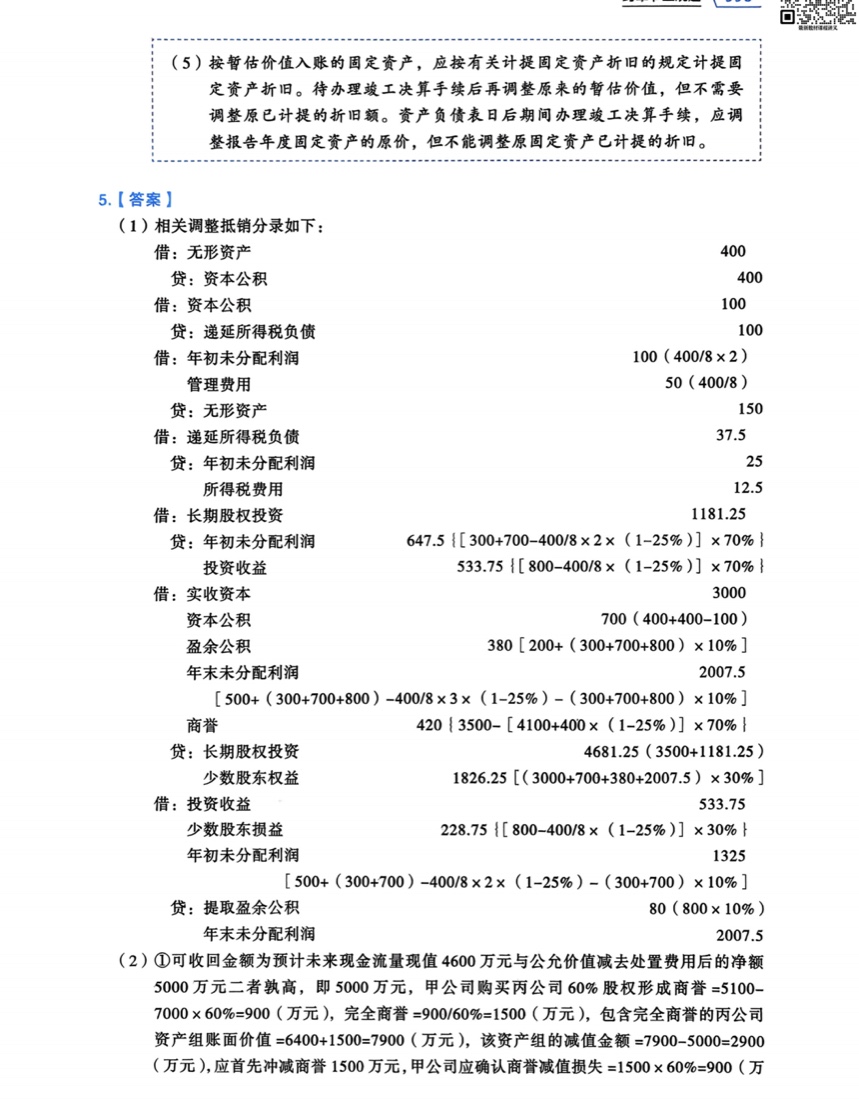 （5）按暂估价值入账的固定资产，应按有关计提固定资产折旧的规定计提固
定资产折旧。待办理竣工决算手续后再调整原来的暂估价值，但不需要
调整原已计提的折旧额。资产负债表日后期间办理竣工决算手续，应调
整报告年度固定资产的原价，但不能调整原固定资产已计提的折旧。
5.【答案】
（1）相关调整抵销分录如下：
借：无形资产 400
贷：资本公积 400
借：资本公积 100
贷：递延所得税负债 100
借：年初未分配利润 100（400/8×2）
管理费用 50（400/8）
贷：无形资产 150
借：递延所得税负债 37.5
贷：年初未分配利润 25
所得税费用 12.5
借：长期股权投资 1181.25
贷：年初未分配利润 647.5｛［300+700-400/8×2×（1-25%）］×70%｝
投资收益 533.75｛［800-400/8×（1-25%）］×70%｝
借：实收资本 3000
资本公积 700（400+400-100）
盈余公积 380［200+（300+700+800）×10%］
年末未分配利润 2007.5
［500+（300+700+800）-400/8×3×（1-25%）-（300+700+800）×10%］
商誉 420｛3500-［4100+400×（1-25%）］×70%｝
贷：长期股权投资 4681.25（3500+1181.25）
少数股东权益 1826.25［（3000+700+380+2007.5）×30%］
借：投资收益 533.75
少数股东损益 228.75｛［800-400/8×（1-25%）］×30%｝
年初未分配利润 1325
［500+（300+700）-400/8×2×（1-25%）-（300+700）×10%］
贷：提取盈余公积 80（800×10%）
年末未分配利润 2007.5
（2）①可收回金额为预计未来现金流量现值4600万元与公允价值减去处置费用后的净额
5000万元二者孰高，即5000万元，甲公司购买丙公司60%股权形成商誉=5100-
7000×60%=900（万元），完全商誉=900/60%=1500（万元），包含完全商誉的丙公司
资产组账面价值=6400+1500=7900（万元），该资产组的减值金额=7900-5000=2900
（万元），应首先冲减商誉1500万元，甲公司应确认商誉减值损失=1500×60%=900（万